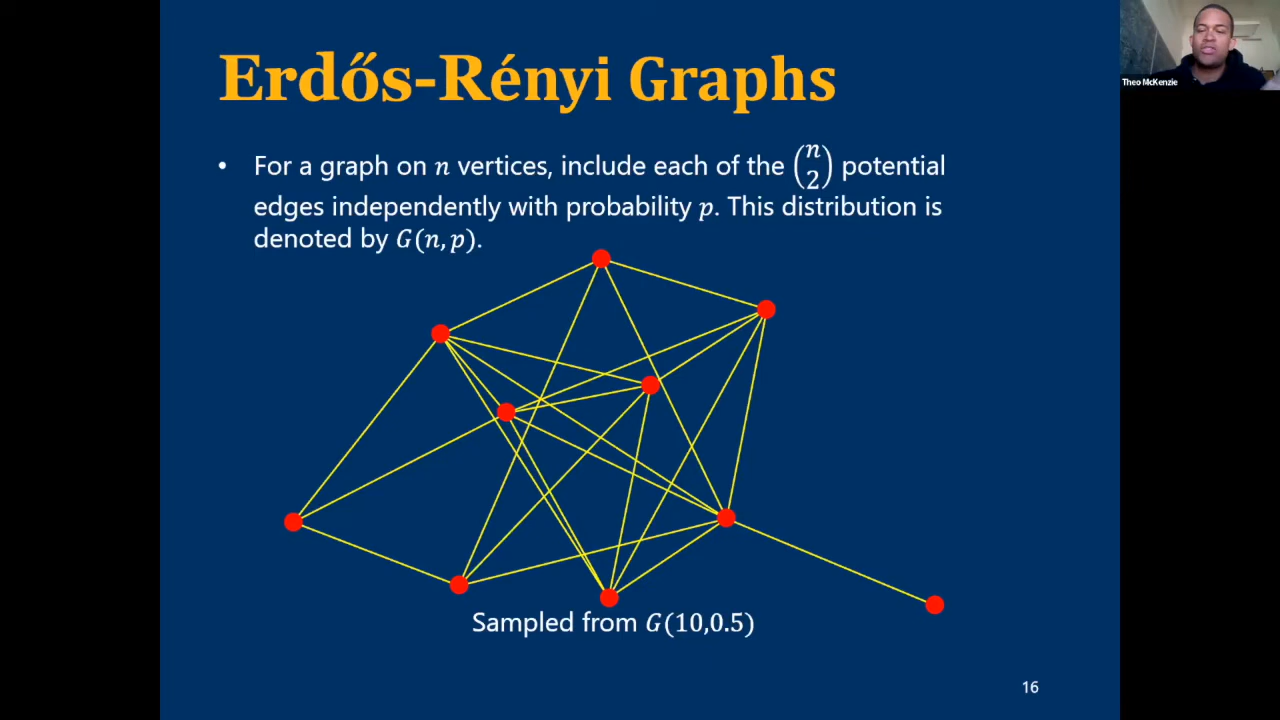 Erdős-Rényi Graphs
• For a graph on n vertices, include each of the (n 2) potential
edges independently with probability p. This distribution is
denoted by G(n, p).
Sampled from G(10,0.5)
16
Theo McKenzie